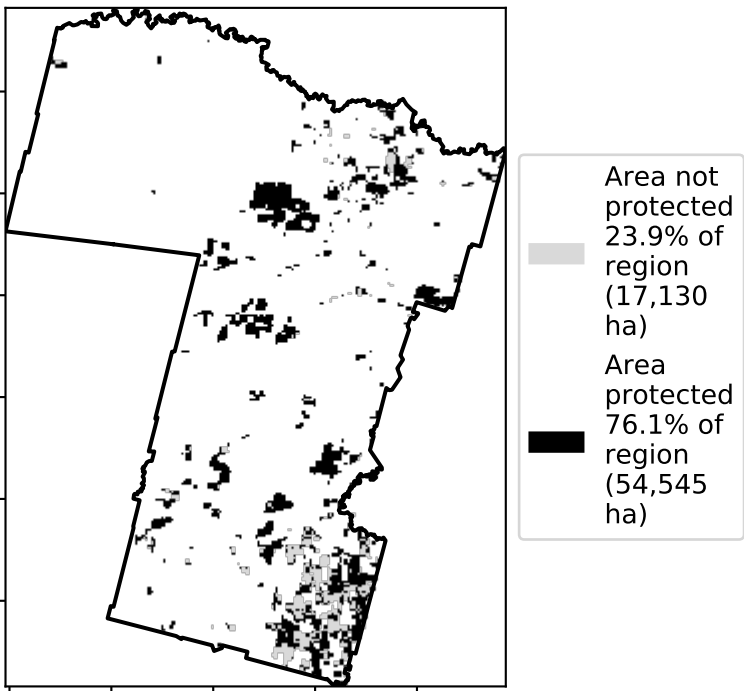 Area not
protected
23.9% of
region
(17,130
ha)
Area
protected
76.1% of
region
(54,545
ha)